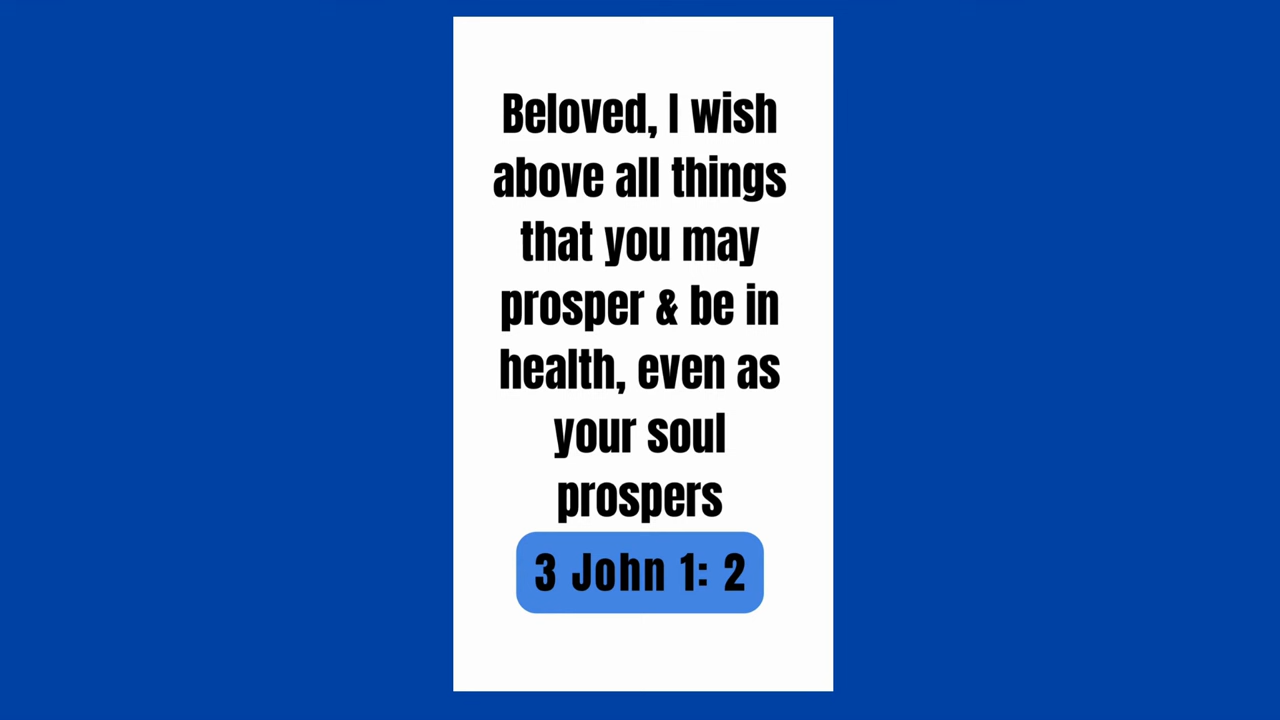 Beloved, I wish
above all things
that you may
prosper & be in
health, even as
your soul
prospers
3 John 1: 2